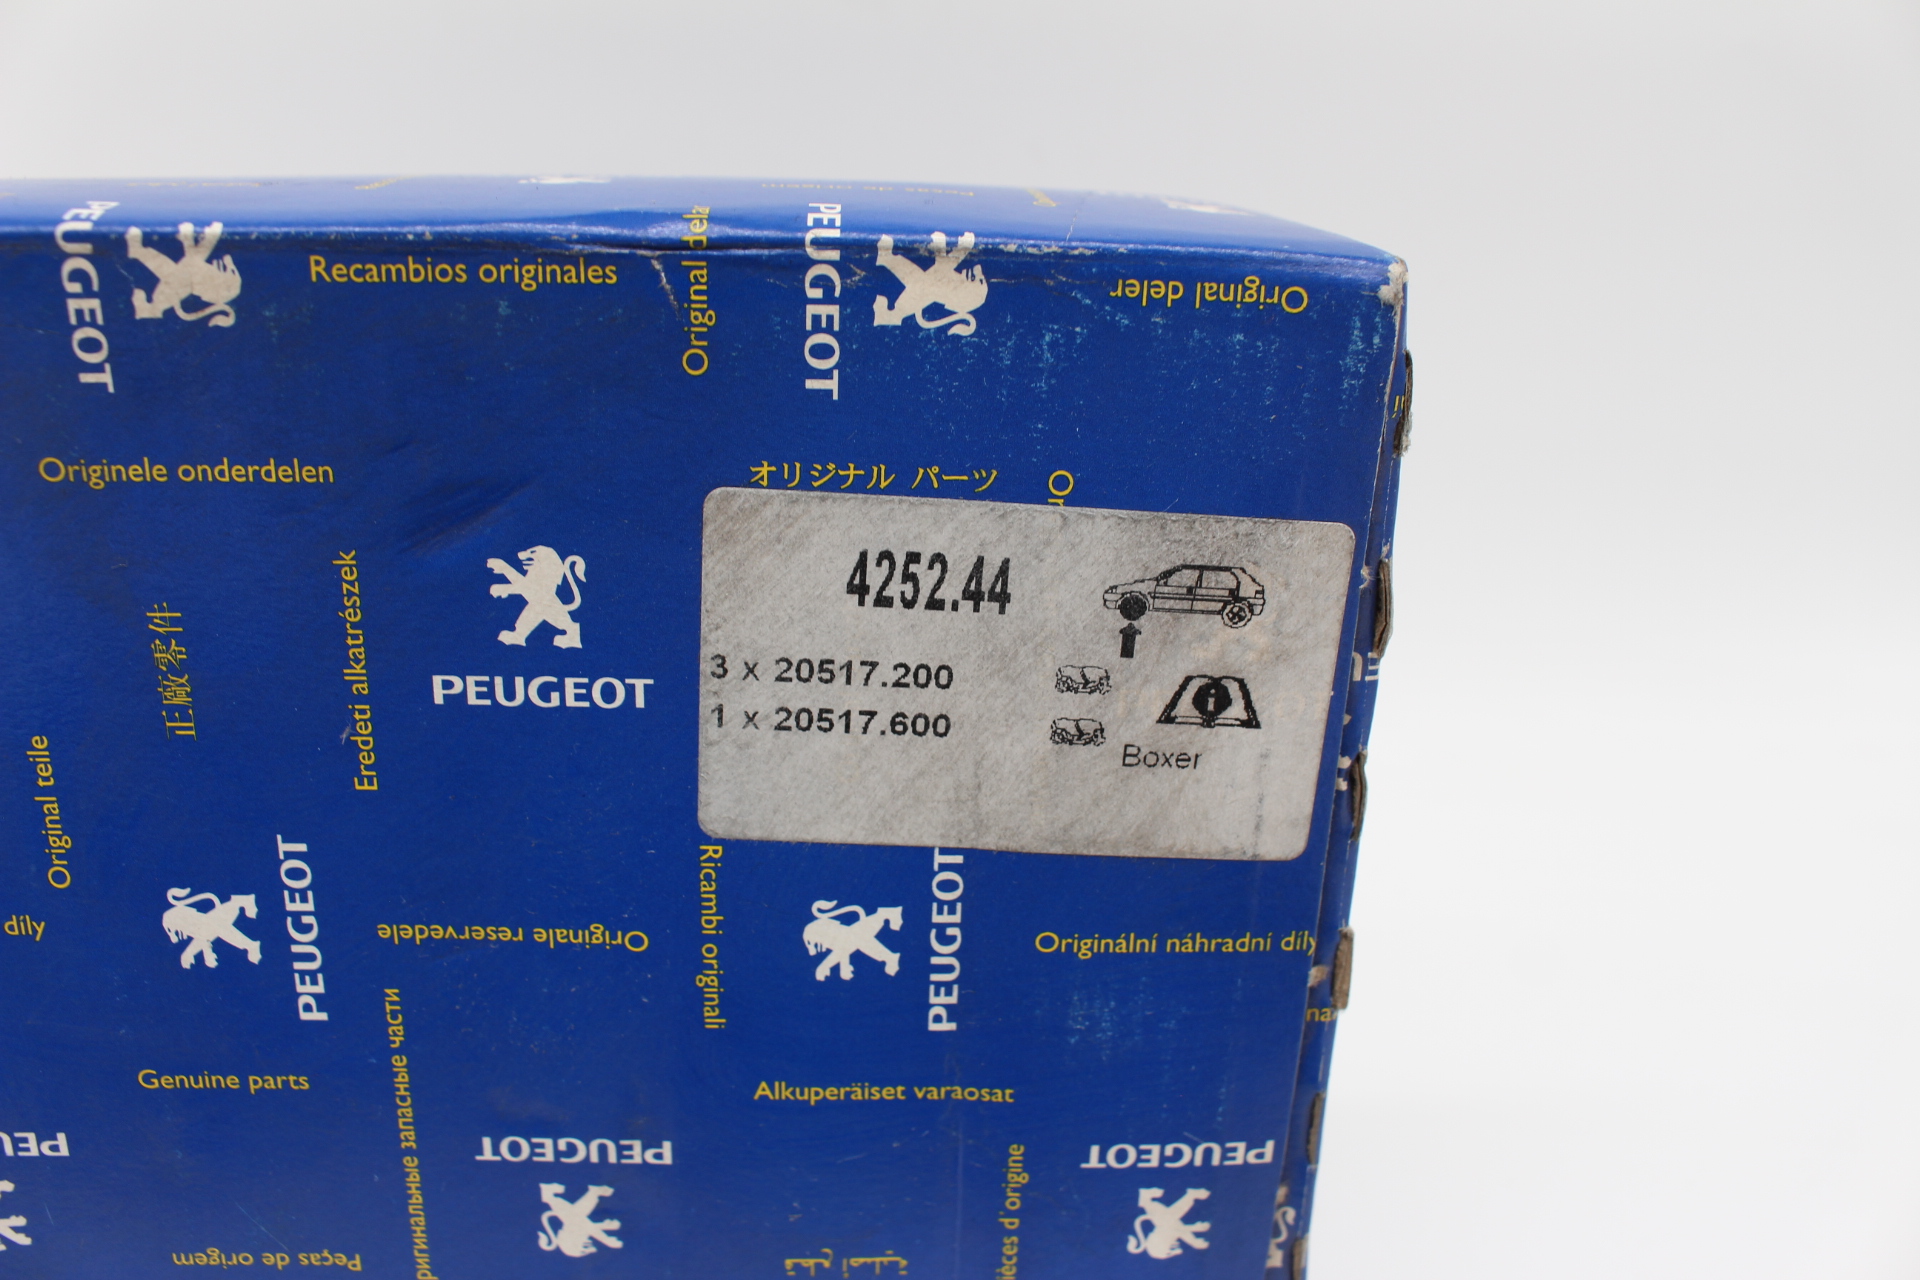 PEUGEOT
Recambios originales
Original
PEUGEOT
Original deler
Originele onderdelen
オリジナル パーツ
Or
正廠零件
Eredeti alkatrészek
PEUGEOT
4252.44
3 x 20517.200
1 x 20517.600
i
Boxer
Original teile
PEUGEOT
díly
Originale reservedele
Ricambi originali
PEUGEOT
Originální náhradní díly
Genuine parts
запасные части
Alkuperäiset varaosat
PEUGEOT
PEUGEOT
d'origine
Peças de origem